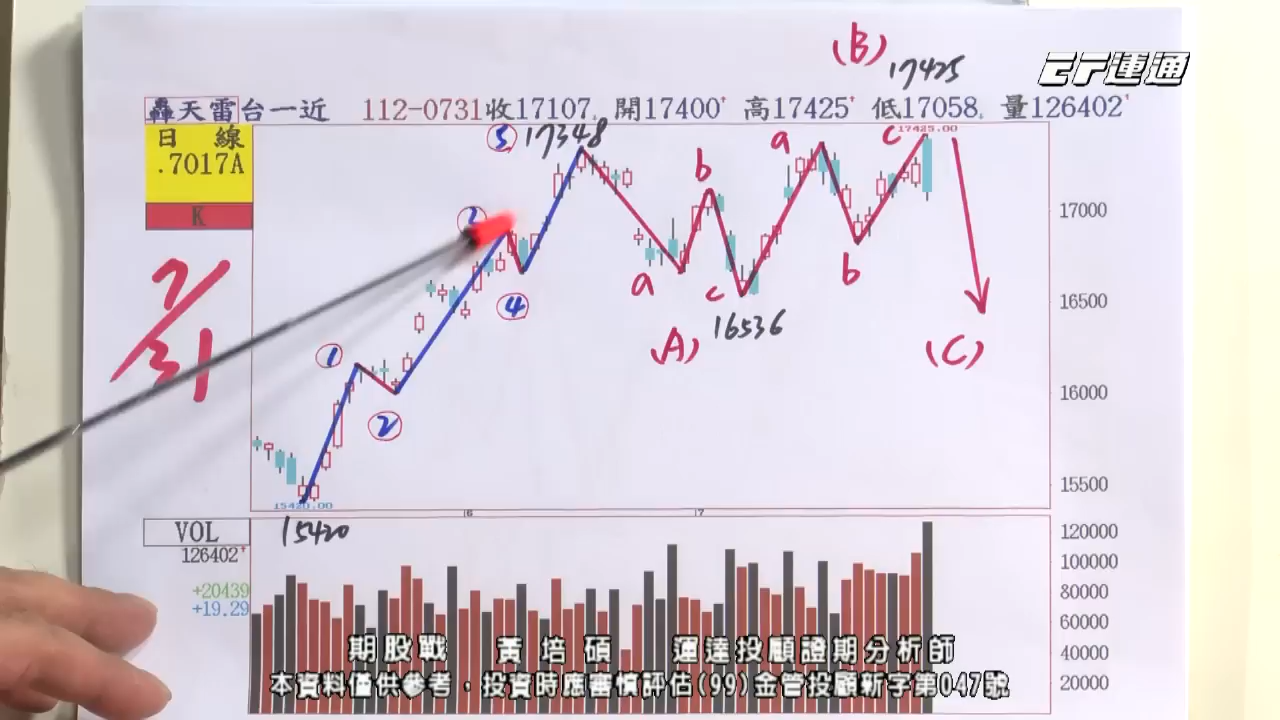 (B)
17425
EF運通
轟天雷台一近 112-0731收17107 開17400 高17425 低17058 量126402
日 線
.7017A
K
7/31
⑤ 17348
17425.00
a
b
a
b
c
c
①
②
④
(A)
16536
(C)
17000
16500
16000
15500
15420.00
15420
6
7
VOL
126402
+20439
+19.29
120000
100000
80000
60000
40000
20000
期股戰 黃培碩 運達投顧證期分析師
本資料僅供參考，投資時應審慎評估(99)金管投顧新字第047號